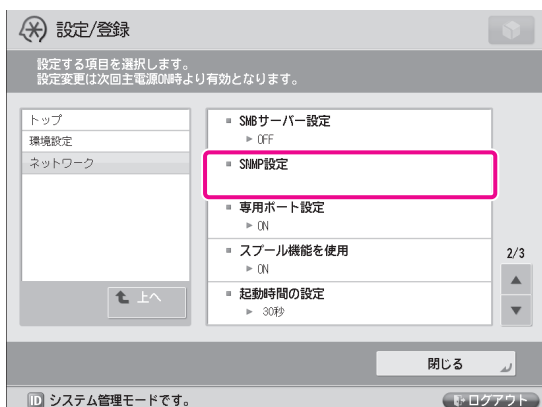 設定/登録
設定する項目を選択します。
設定変更は次回主電源ON時より有効となります。
トップ
環境設定
ネットワーク
上へ
SMBサーバー設定
► OFF
SNMP設定
専用ポート設定
► ON
スプール機能を使用
► ON
起動時間の設定
► 30秒
2/3
▲
▼
閉じる
ID システム管理モードです。
ログアウト